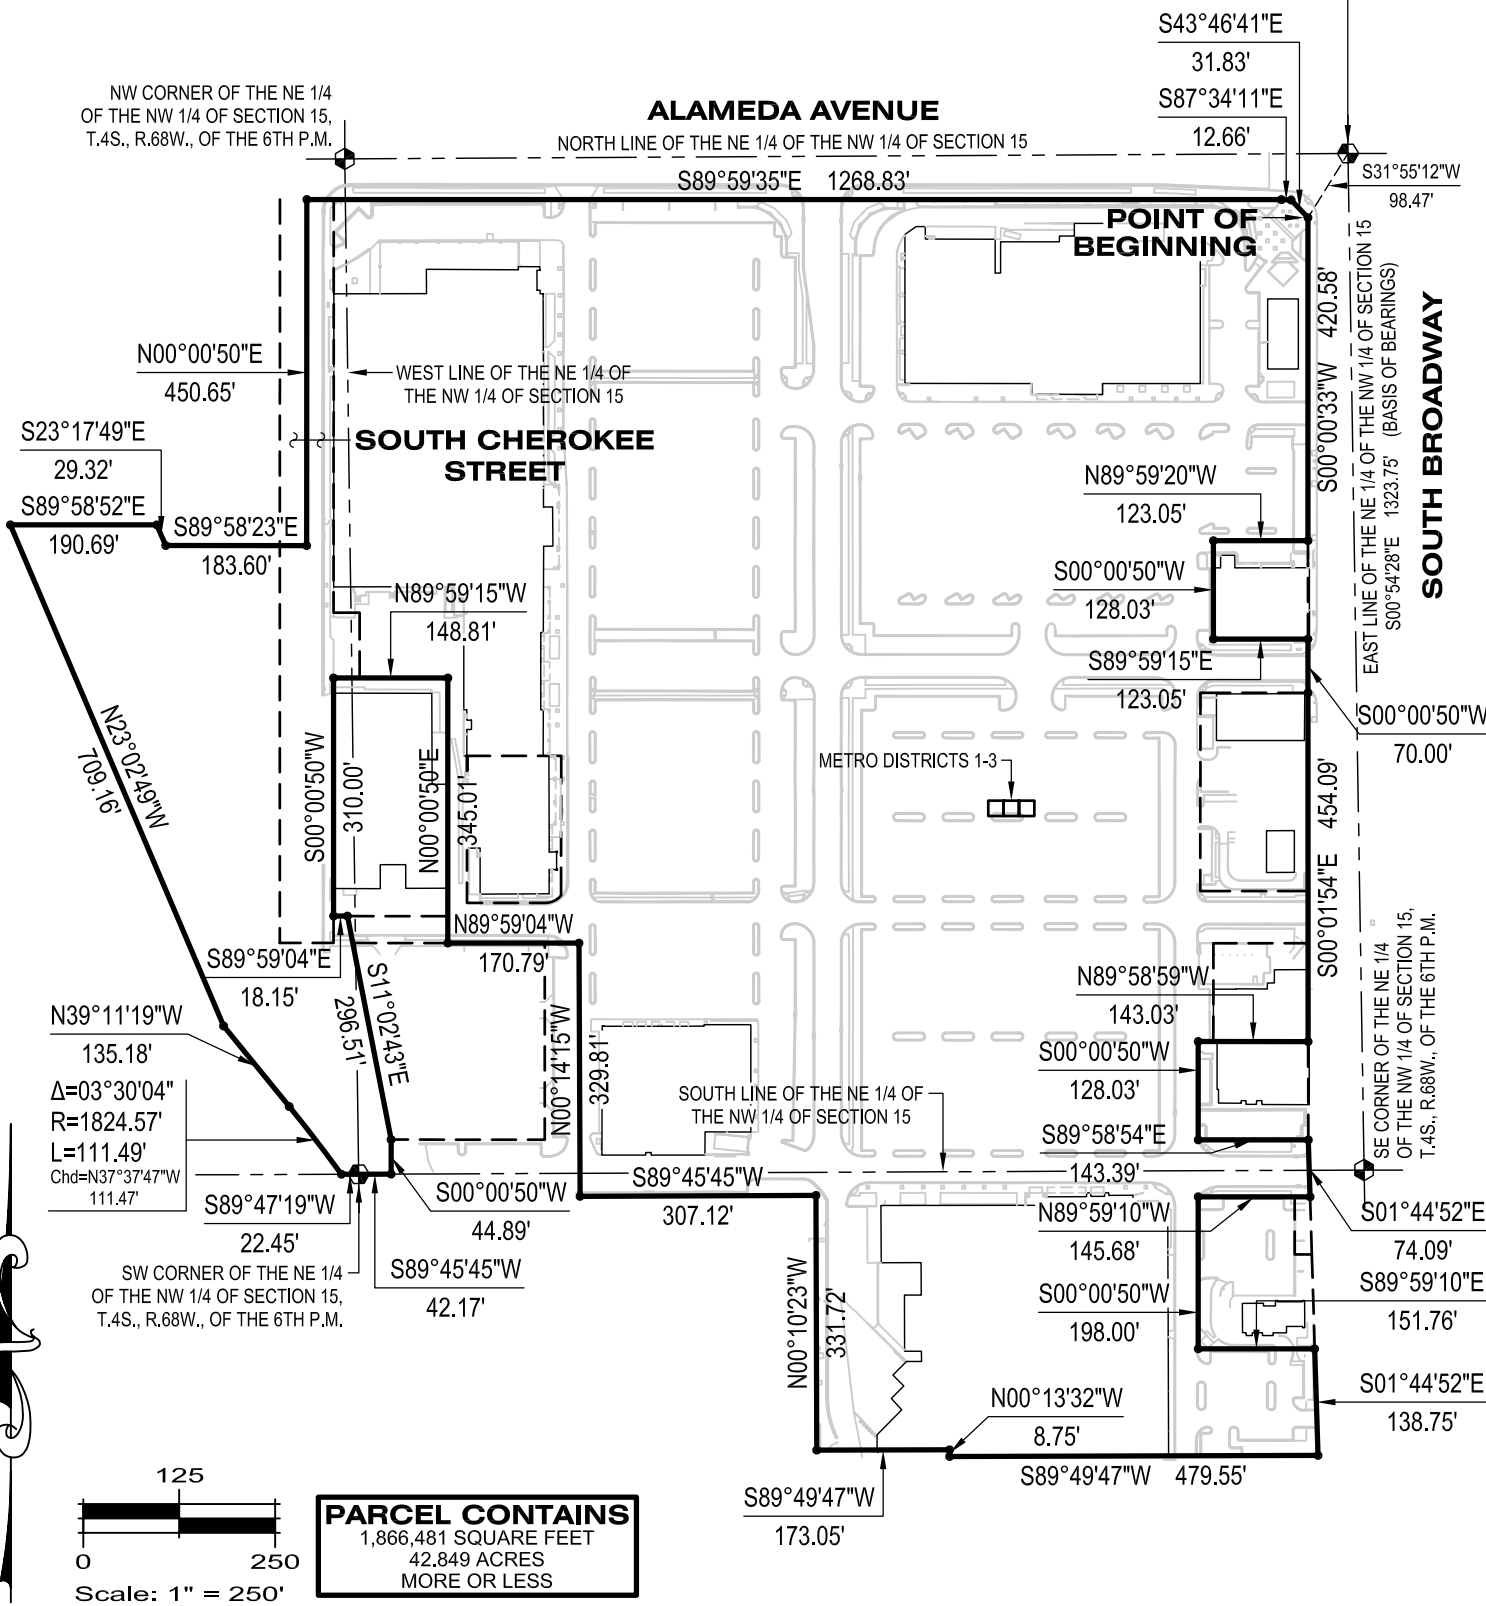 S43°46'41"E
31.83'
S87°34'11"E
12.66'
NW CORNER OF THE NE 1/4
OF THE NW 1/4 OF SECTION 15,
T.4S., R.68W., OF THE 6TH P.M.
ALAMEDA AVENUE
NORTH LINE OF THE NE 1/4 OF THE NW 1/4 OF SECTION 15
S89°59'35"E 1268.83'
S31°55'12"W
98.47'
POINT OF
BEGINNING
S00°00'33"W 420.58'
EAST LINE OF THE NE 1/4 OF THE NW 1/4 OF SECTION 15
S00°54'28"E 1323.75' (BASIS OF BEARINGS)
SOUTH BROADWAY
N00°00'50"E
450.65'
WEST LINE OF THE NE 1/4 OF
THE NW 1/4 OF SECTION 15
SOUTH CHEROKEE
STREET
S23°17'49"E
29.32'
S89°58'52"E
190.69'
S89°58'23"E
183.60'
N89°59'20"W
123.05'
S00°00'50"W
128.03'
N89°59'15"W
148.81'
S89°59'15"E
123.05'
S00°00'50"W
70.00'
N23°02'49"W
709.16'
S00°00'50"W
310.00'
N00°00'50"E
345.01'
METRO DISTRICTS 1-3
S00°01'54"E 454.09'
N89°59'04"W
170.79'
S89°59'04"E
18.15'
S11°02'43"E
296.51'
N39°11'19"W
135.18'
Δ=03°30'04"
R=1824.57'
L=111.49'
Chd=N37°37'47"W
111.47'
N00°14'15"W
329.81'
N89°58'59"W
143.03'
S00°00'50"W
128.03'
SE CORNER OF THE NE 1/4
OF THE NW 1/4 OF SECTION 15,
T.4S., R.68W., OF THE 6TH P.M.
SOUTH LINE OF THE NE 1/4 OF
THE NW 1/4 OF SECTION 15
S89°58'54"E
143.39'
S89°47'19"W
22.45'
S00°00'50"W
44.89'
S89°45'45"W
307.12'
SW CORNER OF THE NE 1/4
OF THE NW 1/4 OF SECTION 15,
T.4S., R.68W., OF THE 6TH P.M.
S89°45'45"W
42.17'
N89°59'10"W
145.68'
S01°44'52"E
74.09'
S00°00'50"W
198.00'
S89°59'10"E
151.76'
N00°10'23"W
331.72'
N00°13'32"W
8.75'
S01°44'52"E
138.75'
S89°49'47"W 479.55'
S89°49'47"W
173.05'
125
0 250
Scale: 1" = 250'
PARCEL CONTAINS
1,866,481 SQUARE FEET
42.849 ACRES
MORE OR LESS